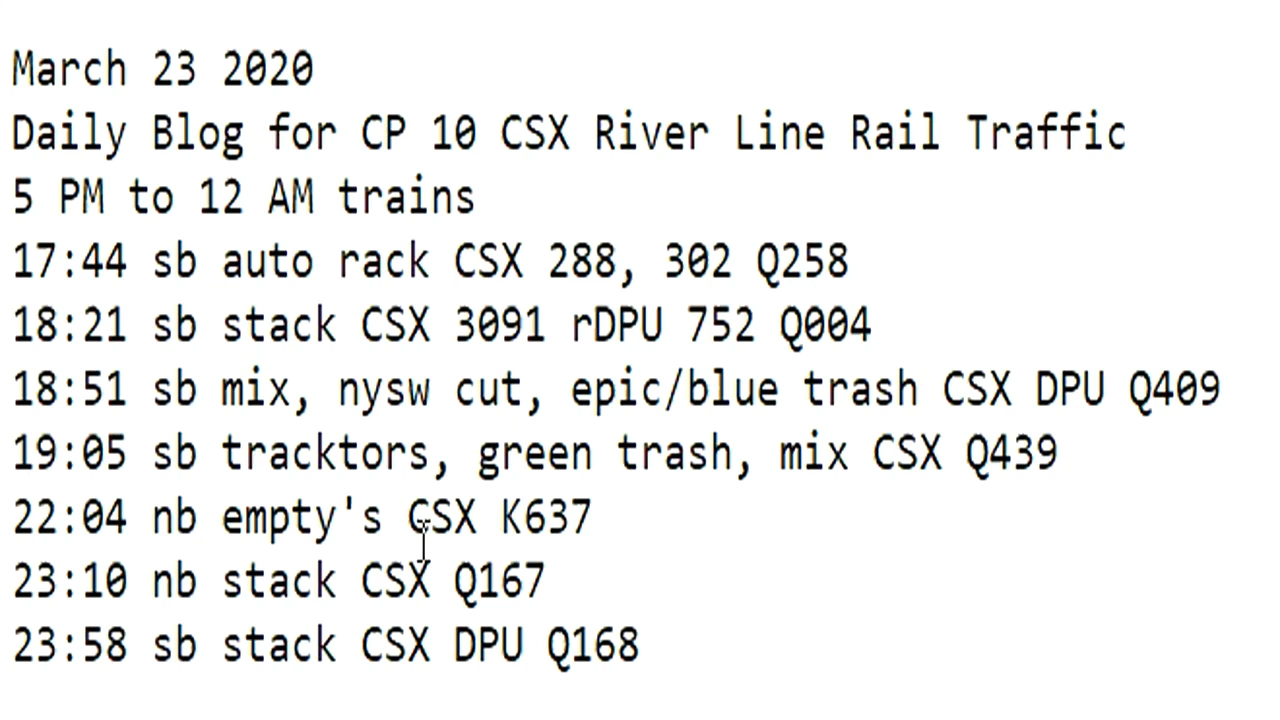 March 23 2020
Daily Blog for CP 10 CSX River Line Rail Traffic
5 PM to 12 AM trains
17:44 sb auto rack CSX 288, 302 Q258
18:21 sb stack CSX 3091 rDPU 752 Q004
18:51 sb mix, nysw cut, epic/blue trash CSX DPU Q409
19:05 sb tracktors, green trash, mix CSX Q439
22:04 nb empty's CSX K637
23:10 nb stack CSX Q167
23:58 sb stack CSX DPU Q168